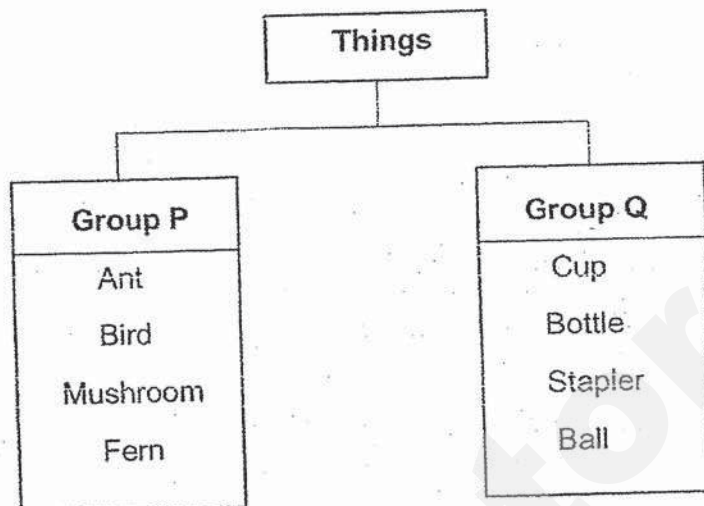 Things
Group P
Ant
Bird
Mushroom
Fern
Group Q
Cup
Bottle
Stapler
Ball